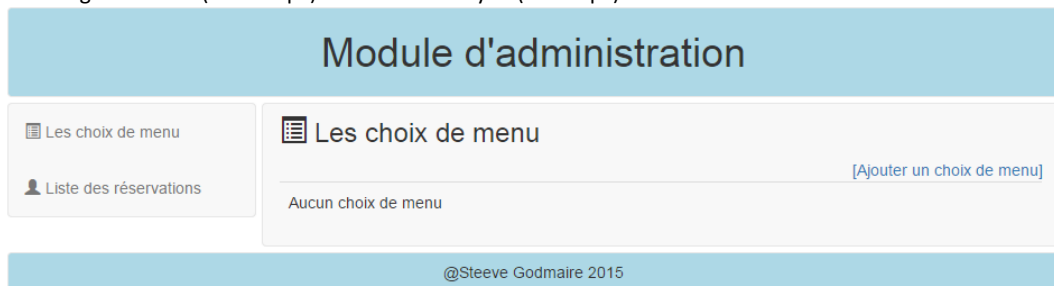 Module d'administration
Les choix de menu
Liste des réservations
Les choix de menu
[Ajouter un choix de menu]
Aucun choix de menu
@Steeve Godmaire 2015